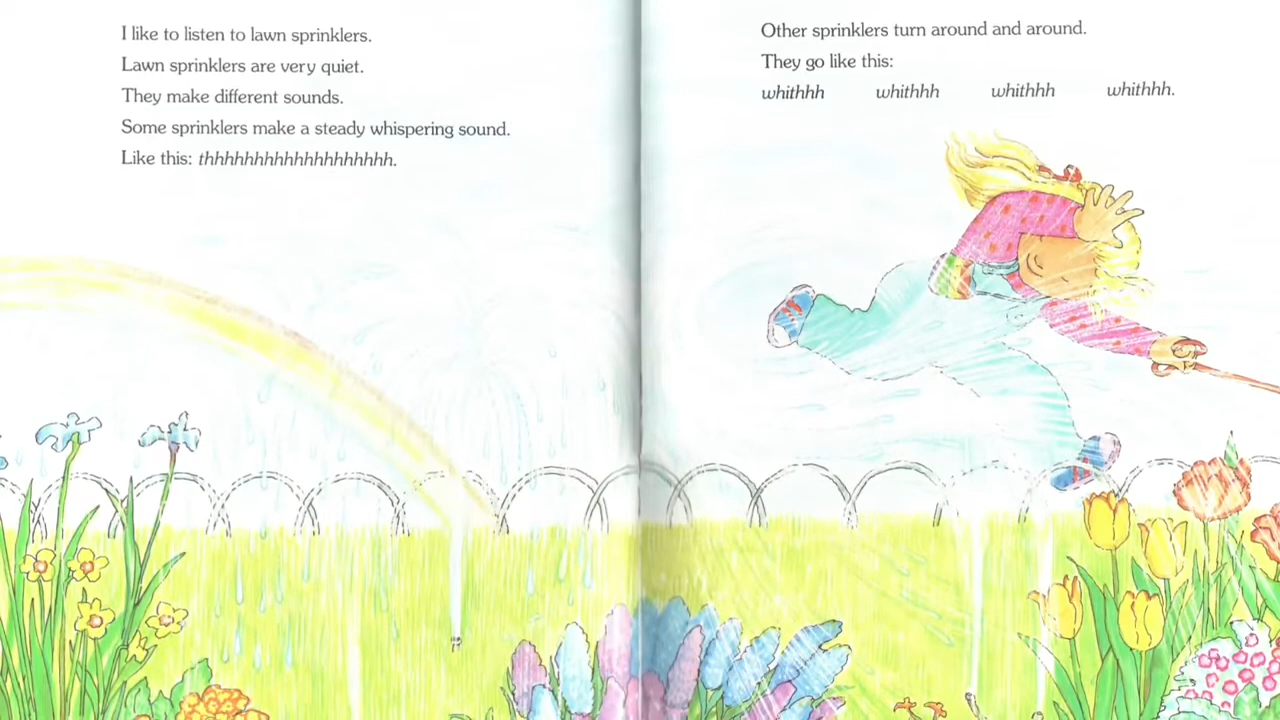 I like to listen to lawn sprinklers.
Lawn sprinklers are very quiet.
They make different sounds.
Some sprinklers make a steady whispering sound.
Like this: thhhhhhhhhhhhhhhhhhh.
Other sprinklers turn around and around.
They go like this:
whithhh whithhh whithhh whithhh.